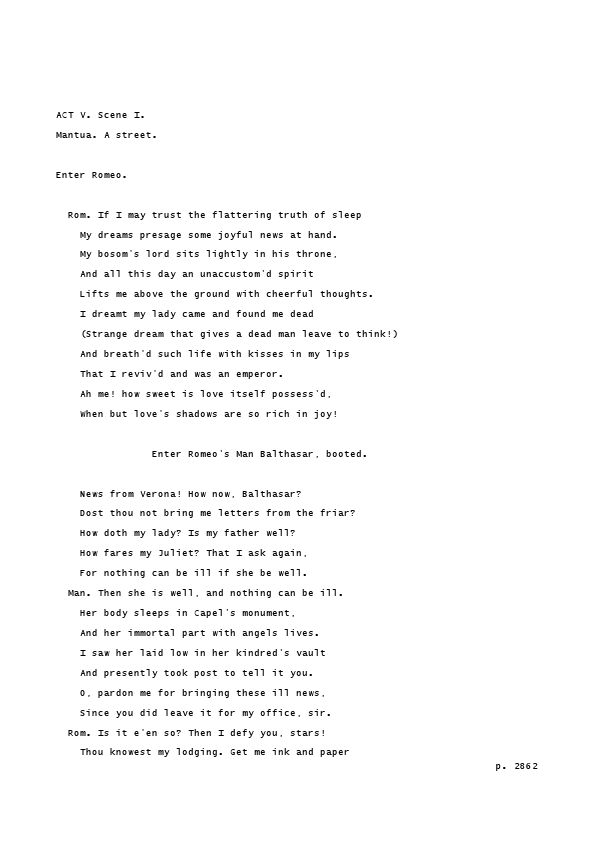 ACT V. Scene I.
Mantua. A street.
Enter Romeo.
Rom. If I may trust the flattering truth of sleep
My dreams presage some joyful news at hand.
My bosom's lord sits lightly in his throne,
And all this day an unaccustom'd spirit
Lifts me above the ground with cheerful thoughts.
I dreamt my lady came and found me dead
(Strange dream that gives a dead man leave to think!)
And breath'd such life with kisses in my lips
That I reviv'd and was an emperor.
Ah me! how sweet is love itself possess'd,
When but love's shadows are so rich in joy!
Enter Romeo's Man Balthasar, booted.
News from Verona! How now, Balthasar?
Dost thou not bring me letters from the friar?
How doth my lady? Is my father well?
How fares my Juliet? That I ask again,
For nothing can be ill if she be well.
Man. Then she is well, and nothing can be ill.
Her body sleeps in Capel's monument,
And her immortal part with angels lives.
I saw her laid low in her kindred's vault
And presently took post to tell it you.
O, pardon me for bringing these ill news,
Since you did leave it for my office, sir.
Rom. Is it e'en so? Then I defy you, stars!
Thou knowest my lodging. Get me ink and paper
p. 2862